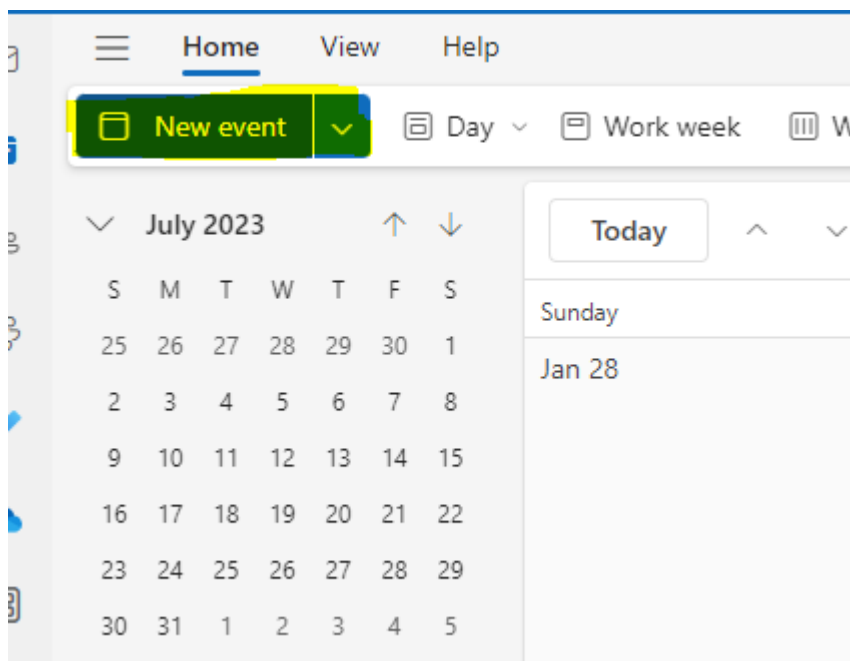 Home View Help
New event Day Work week
July 2023
Today
S M T W T F S
Sunday
25 26 27 28 29 30 1
Jan 28
2 3 4 5 6 7 8
9 10 11 12 13 14 15
16 17 18 19 20 21 22
23 24 25 26 27 28 29
30 31 1 2 3 4 5